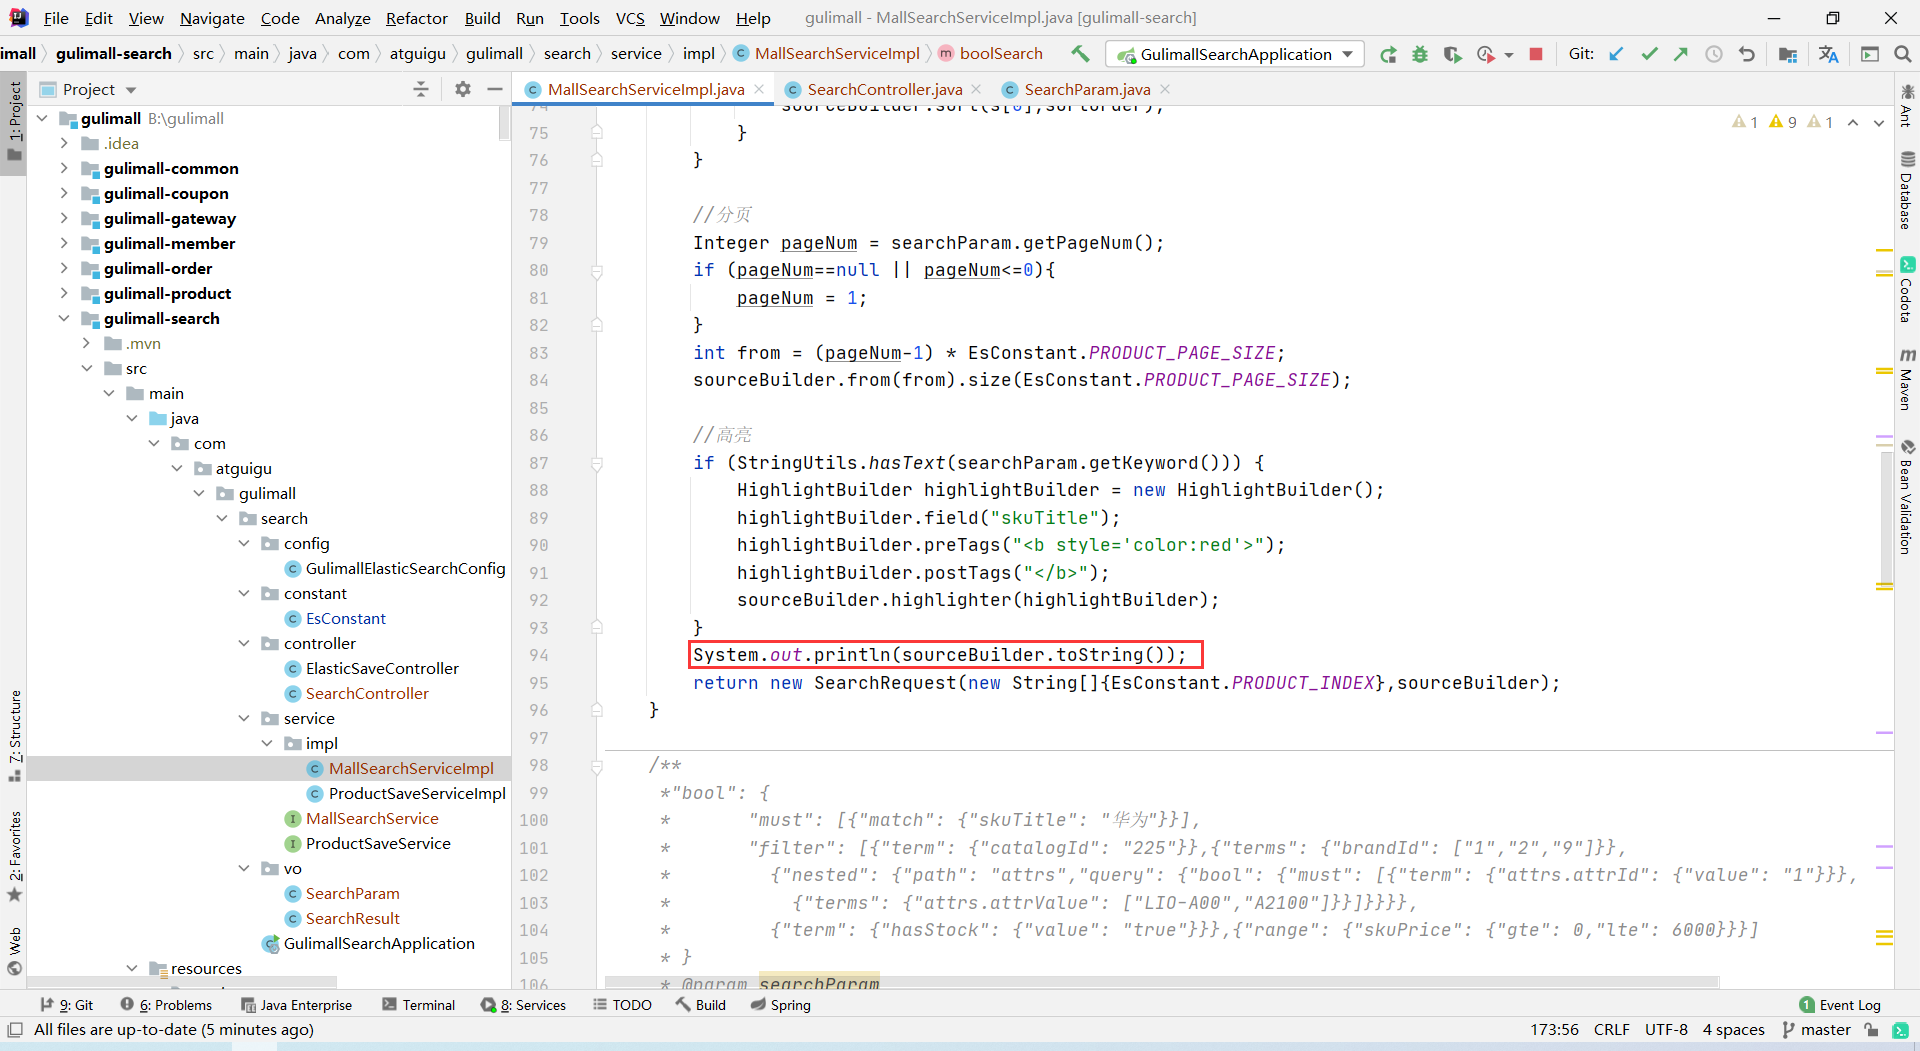 File Edit View Navigate Code Analyze Refactor Build Run Tools VCS Window Help gulimall - MallSearchServiceImpl.java [gulimall-search]
imall gulimall-search src main java com atguigu gulimall search service impl MallSearchServiceImpl boolSearch GulimallSearchApplication Git:
Project
MallSearchServiceImpl.java SearchController.java SearchParam.java
1: Project
7: Structure
2: Favorites
Web
gulimall B:\gulimall
.idea
gulimall-common
gulimall-coupon
gulimall-gateway
gulimall-member
gulimall-order
gulimall-product
gulimall-search
.mvn
src
main
java
com
atguigu
gulimall
search
config
GulimallElasticSearchConfig
constant
EsConstant
controller
ElasticSaveController
SearchController
service
impl
MallSearchServiceImpl
ProductSaveServiceImpl
MallSearchService
ProductSaveService
vo
SearchParam
SearchResult
GulimallSearchApplication
resources
1 9 1
74 sourceBuilder.sort(s[0],sortOrder);
75 }
76 }
77
78 //分页
79 Integer pageNum = searchParam.getPageNum();
80 if (pageNum==null || pageNum<=0){
81 pageNum = 1;
82 }
83 int from = (pageNum-1) * EsConstant.PRODUCT_PAGE_SIZE;
84 sourceBuilder.from(from).size(EsConstant.PRODUCT_PAGE_SIZE);
85
86 //高亮
87 if (StringUtils.hasText(searchParam.getKeyword())) {
88 HighlightBuilder highlightBuilder = new HighlightBuilder();
89 highlightBuilder.field("skuTitle");
90 highlightBuilder.preTags("<b style='color:red'>");
91 highlightBuilder.postTags("</b>");
92 sourceBuilder.highlighter(highlightBuilder);
93 }
94 System.out.println(sourceBuilder.toString());
95 return new SearchRequest(new String[]{EsConstant.PRODUCT_INDEX},sourceBuilder);
96 }
97
98 /**
99 *"bool": {
100 * "must": [{"match": {"skuTitle": "华为"}}],
101 * "filter": [{"term": {"catalogId": "225"}},{"terms": {"brandId": ["1","2","9"]}},
102 * {"nested": {"path": "attrs","query": {"bool": {"must": [{"term": {"attrs.attrId": {"value": "1"}}},
103 * {"terms": {"attrs.attrValue": ["LIO-A00","A2100"]}}]}}}},
104 * {"term": {"hasStock": {"value": "true"}}},{"range": {"skuPrice": {"gte": 0,"lte": 6000}}}]
105 * }
106 * @param searchParam
Ant
Database
Codota
Maven
Bean Validation
9: Git 6: Problems Java Enterprise Terminal 8: Services TODO Build Spring 1 Event Log
All files are up-to-date (5 minutes ago) 173:56 CRLF UTF-8 4 spaces master